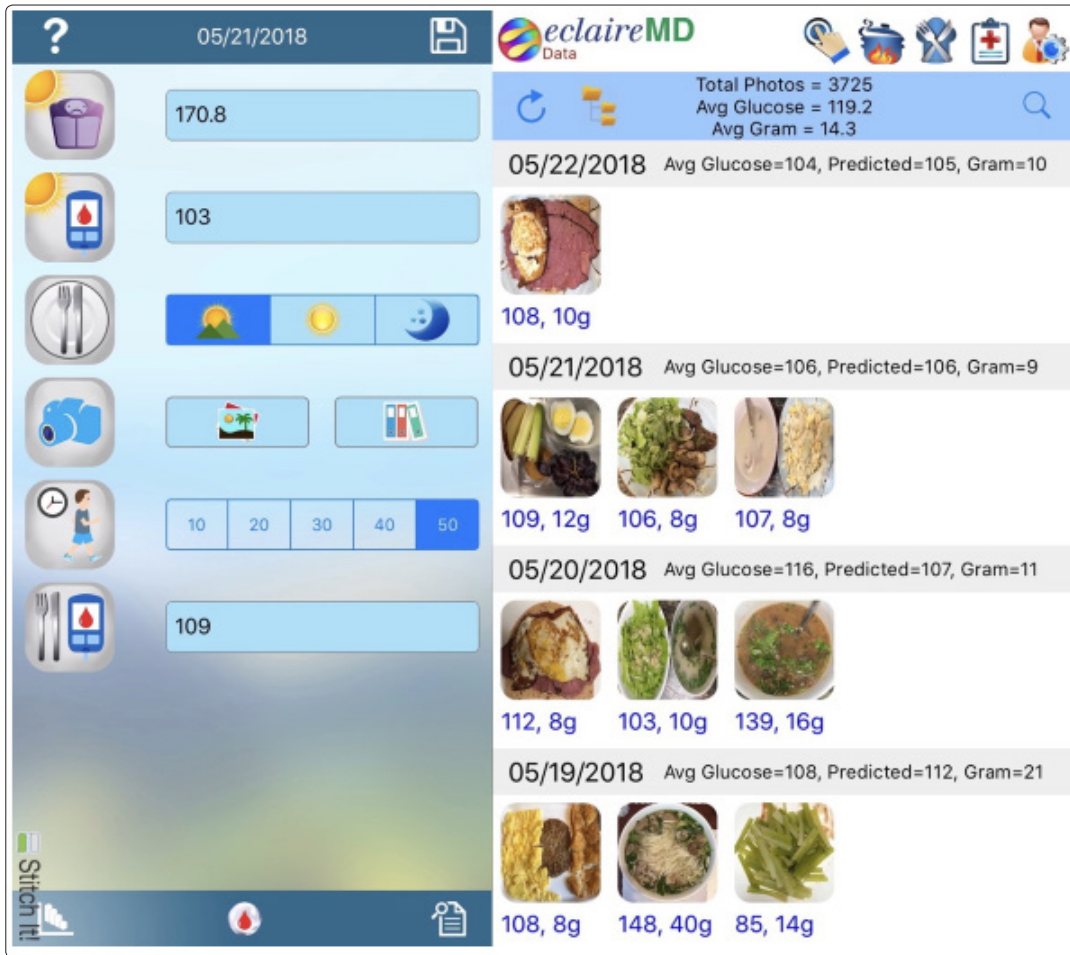 ?
05/21/2018
170.8
103
10 20 30 40 50
109
Stitch It!
eclaireMD
Data
Total Photos = 3725
Avg Glucose = 119.2
Avg Gram = 14.3
05/22/2018 Avg Glucose=104, Predicted=105, Gram=10
108, 10g
05/21/2018 Avg Glucose=106, Predicted=106, Gram=9
109, 12g 106, 8g 107, 8g
05/20/2018 Avg Glucose=116, Predicted=107, Gram=11
112, 8g 103, 10g 139, 16g
05/19/2018 Avg Glucose=108, Predicted=112, Gram=21
108, 8g 148, 40g 85, 14g